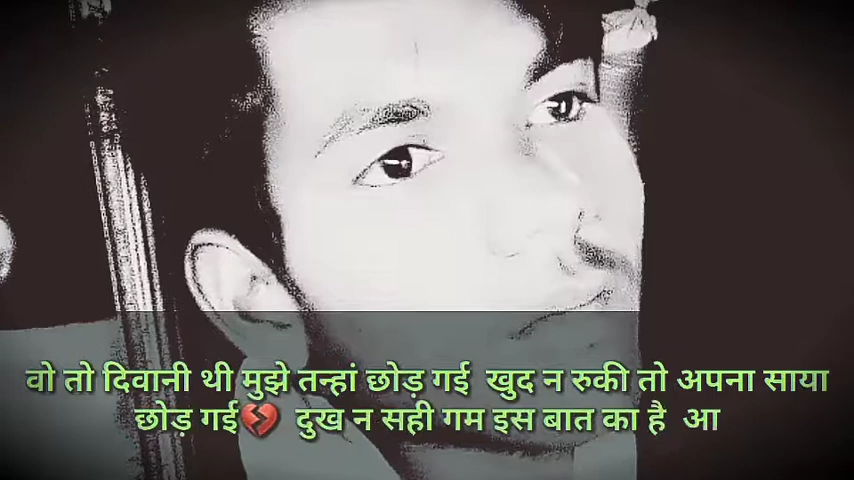 वो तो दिवानी थी मुझे तन्हां छोड़ गई खुद न रुकी तो अपना साया
छोड़ गई💔 दुख न सही गम इस बात का है आ